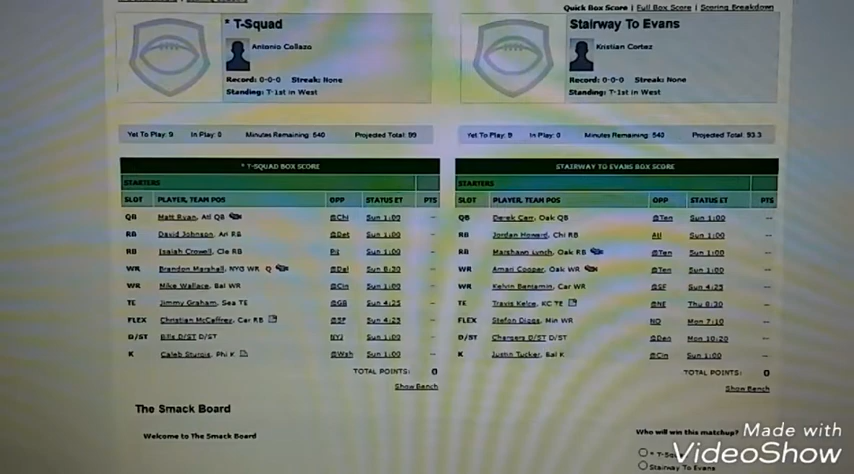 Quick Box Score | Full Box Score | Scoring Breakdown
* T-Squad
Antonio Collazo
Record: 0-0-0 Streak: None
Standing: T-1st in West
Stairway To Evans
Kristian Cortez
Record: 0-0-0 Streak: None
Standing: T-1st in West
Yet To Play: 9 In Play: 0 Minutes Remaining: 540 Projected Total: 99
Yet To Play: 9 In Play: 0 Minutes Remaining: 540 Projected Total: 93.3
* T-SQUAD BOX SCORE
STARTERS
SLOT PLAYER, TEAM POS OPP STATUS ET PTS
QB Matt Ryan, Atl QB @Chi Sun 1:00 --
RB David Johnson, Ari RB @Det Sun 1:00 --
RB Isaiah Crowell, Cle RB Pit Sun 1:00 --
WR Brandon Marshall, NYG WR Q @Dal Sun 8:30 --
WR Mike Wallace, Bal WR @Cin Sun 1:00 --
TE Jimmy Graham, Sea TE @GB Sun 4:25 --
FLEX Christian McCaffrey, Car RB @SF Sun 4:25 --
D/ST Bills D/ST D/ST NYJ Sun 1:00 --
K Caleb Sturgis, Phi K @Wsh Sun 1:00 --
TOTAL POINTS: 0
Show Bench
STAIRWAY TO EVANS BOX SCORE
STARTERS
SLOT PLAYER, TEAM POS OPP STATUS ET PTS
QB Derek Carr, Oak QB @Ten Sun 1:00 --
RB Jordan Howard, Chi RB Atl Sun 1:00 --
RB Marshawn Lynch, Oak RB @Ten Sun 1:00 --
WR Amari Cooper, Oak WR @Ten Sun 1:00 --
WR Kelvin Benjamin, Car WR @SF Sun 4:25 --
TE Travis Kelce, KC TE @NE Thu 8:30 --
FLEX Stefon Diggs, Min WR NO Mon 7:10 --
D/ST Chargers D/ST D/ST @Den Mon 10:20 --
K Justin Tucker, Bal K @Cin Sun 1:00 --
TOTAL POINTS: 0
Show Bench
The Smack Board
Welcome to The Smack Board
Who will win this matchup?
* T-Squ
Stairway To Evans
Made with
VideoShow